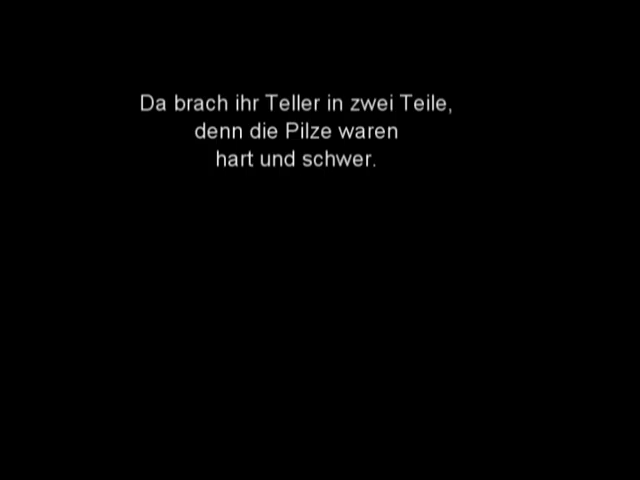 Da brach ihr Teller in zwei Teile,
denn die Pilze waren
hart und schwer.